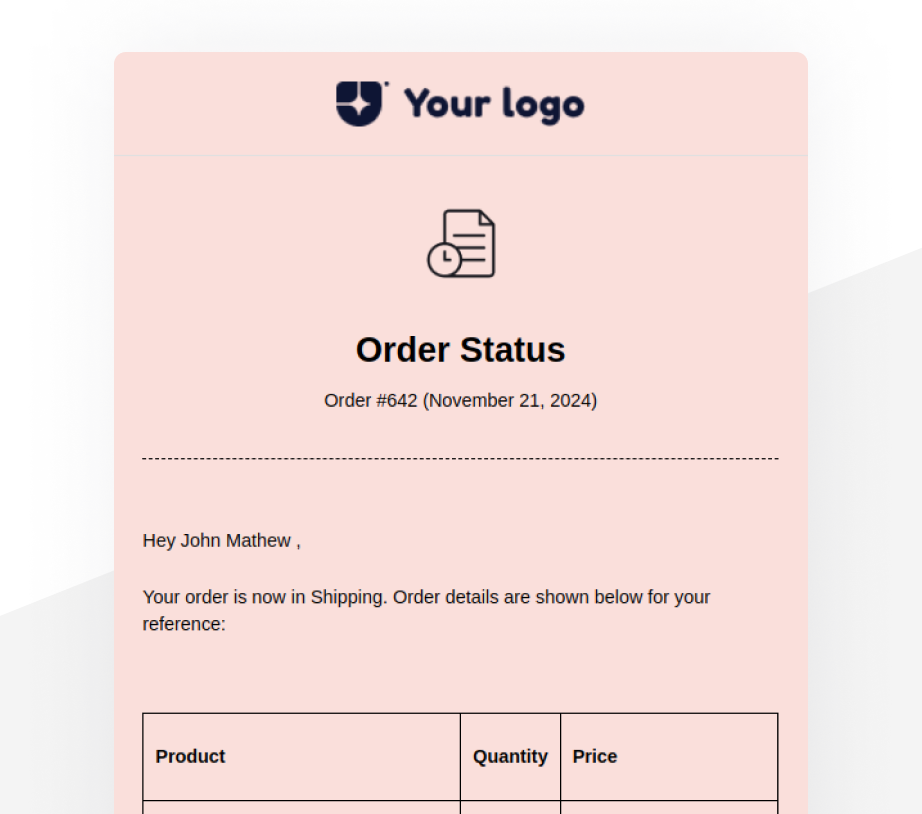 Your logo
Order Status
Order #642 (November 21, 2024)
Hey John Mathew ,
Your order is now in Shipping. Order details are shown below for your
reference:
Product Quantity Price